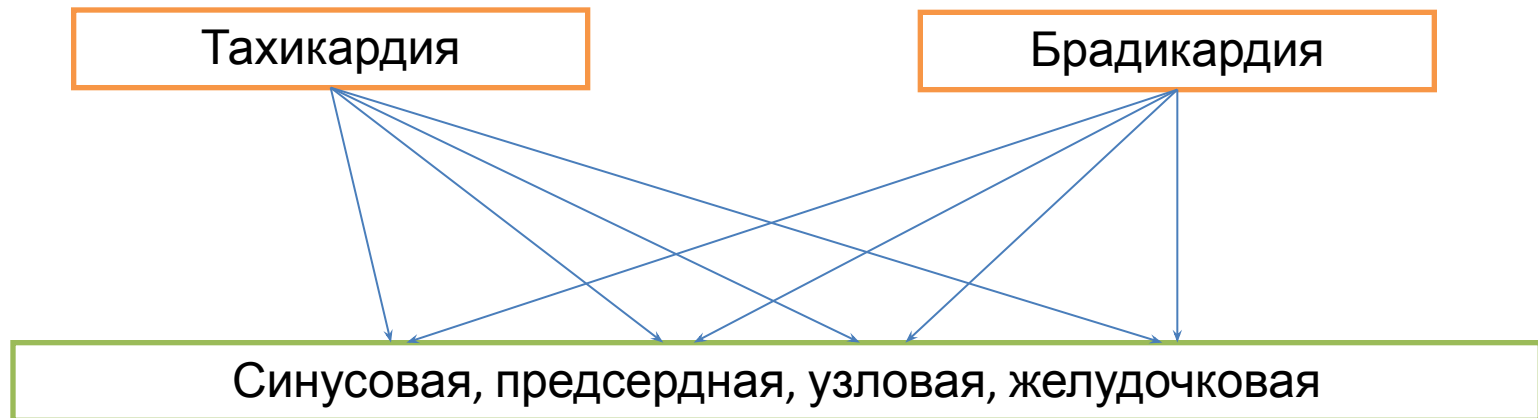 Тахикардия
Брадикардия
Синусовая, предсердная, узловая, желудочковая